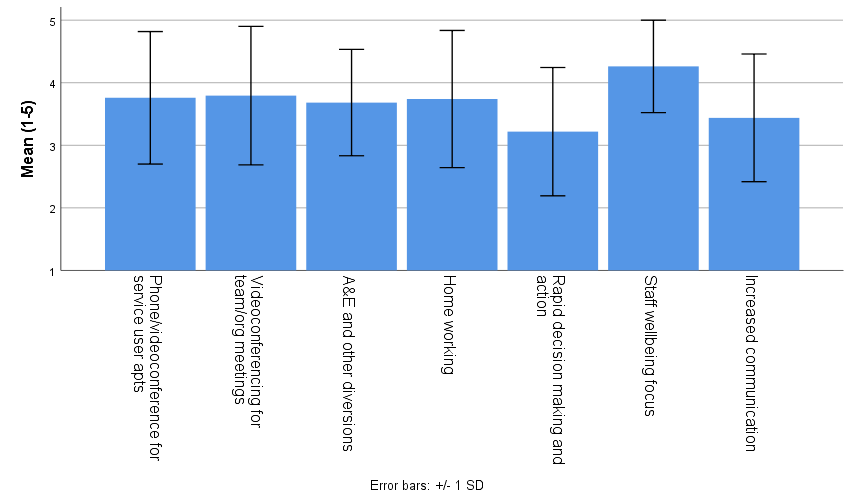 5
4
3
2
1
Mean (1-5)
Phone/videoconference for
service user apts
Videoconferencing for
team/org meetings
A&E and other diversions
Home working
Rapid decision making and
action
Staff wellbeing focus
Increased communication
Error bars: +/- 1 SD